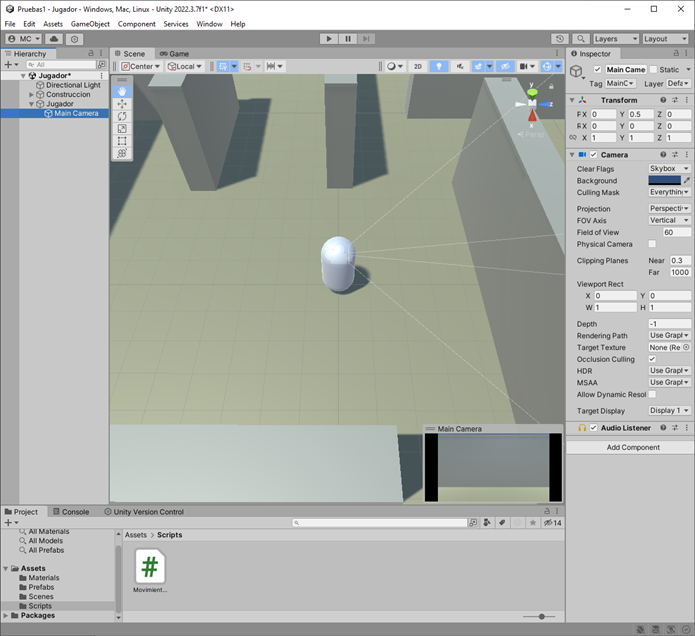 Pruebas1 - Jugador - Windows, Mac, Linux - Unity 2022.3.7f1* <DX11>
File Edit Assets GameObject Component Services Window Help
MC Layers Layout
Hierarchy
All
Jugador*
Directional Light
Construccion
Jugador
Main Camera
Scene Game
Center Local 2D
y
z
Persp
Main Camera
Inspector
Main Came Static
Tag MainC Layer Defa
Transform
P X 0 Y 0.5 Z 0
R X 0 Y 0 Z 0
X 1 Y 1 Z 1
Camera
Clear Flags Skybox
Background
Culling Mask Everything
Projection Perspecti
FOV Axis Vertical
Field of View 60
Physical Camera
Clipping Planes Near 0.3
Far 1000
Viewport Rect
X 0 Y 0
W 1 H 1
Depth -1
Rendering Path Use Grap
Target Texture None (Re
Occlusion Culling
HDR Use Grap
MSAA Use Grap
Allow Dynamic Resol
Target Display Display 1
Audio Listener
Add Component
Project Console Unity Version Control
14
All Materials
All Models
All Prefabs
Assets
Materials
Prefabs
Scenes
Scripts
Packages
Assets > Scripts
#
Movimient...